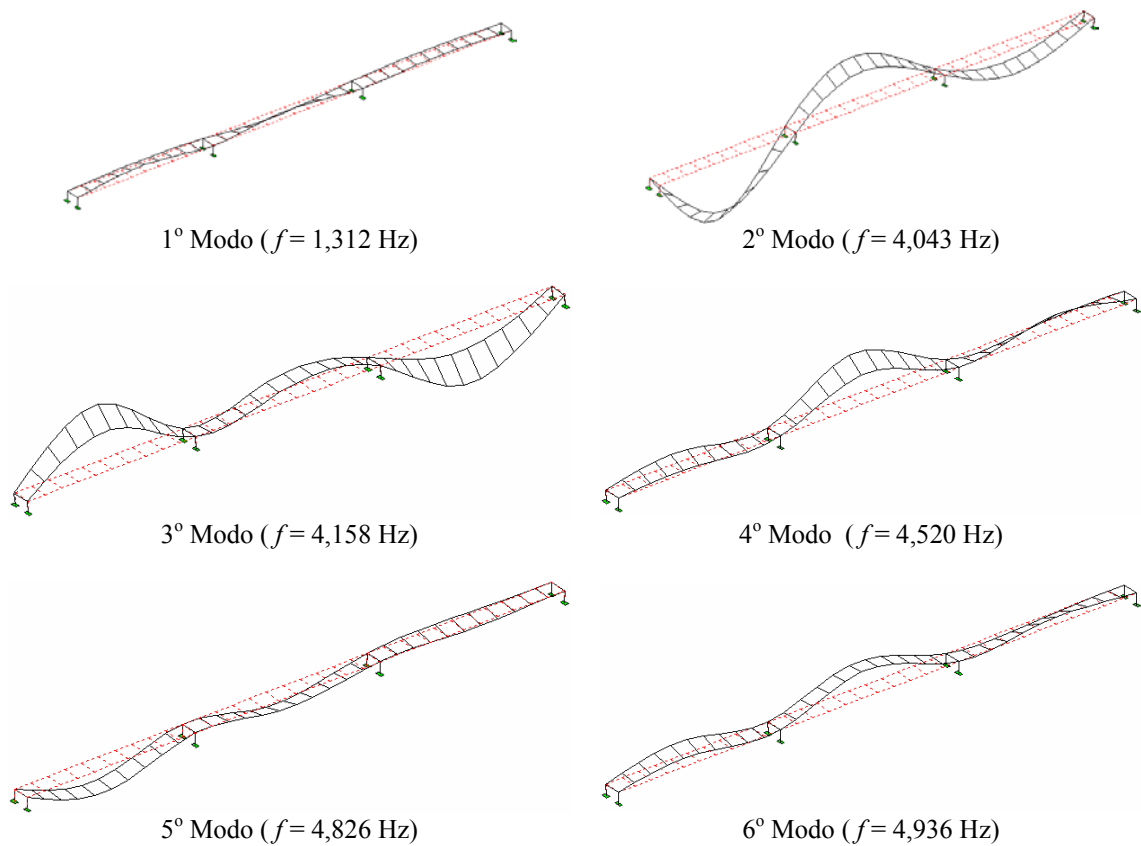 1º Modo ( f = 1,312 Hz)
2º Modo ( f = 4,043 Hz)
3º Modo ( f = 4,158 Hz)
4º Modo ( f = 4,520 Hz)
5º Modo ( f = 4,826 Hz)
6º Modo ( f = 4,936 Hz)